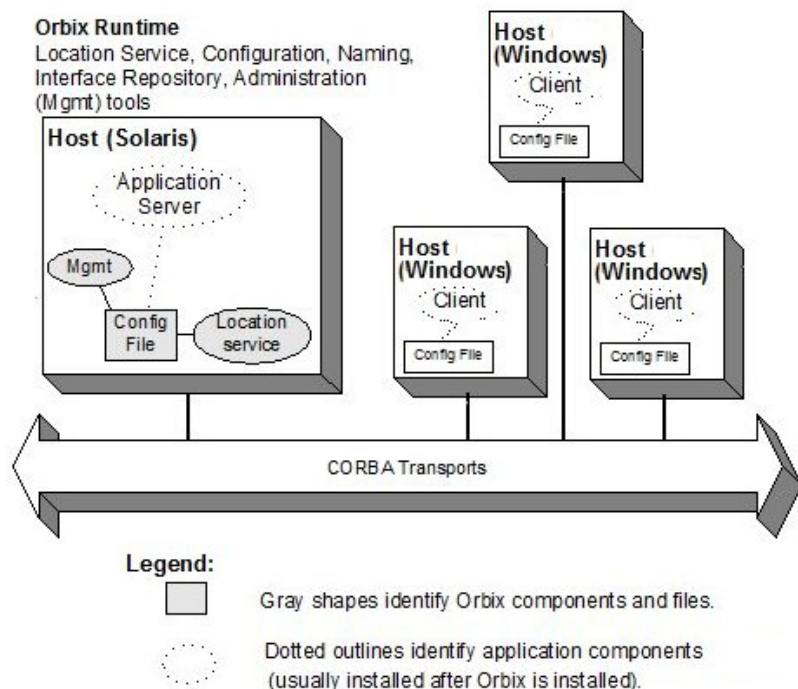 Orbix Runtime
Location Service, Configuration, Naming,
Interface Repository, Administration
(Mgmt) tools
Host (Solaris)
Application
Server
Mgmt
Config
File
Location
service
Host
(Windows)
Client
Config File
Host
(Windows)
Client
Config File
Host
(Windows)
Client
Config File
CORBA Transports
Legend:
Gray shapes identify Orbix components and files.
Dotted outlines identify application components
(usually installed after Orbix is installed).